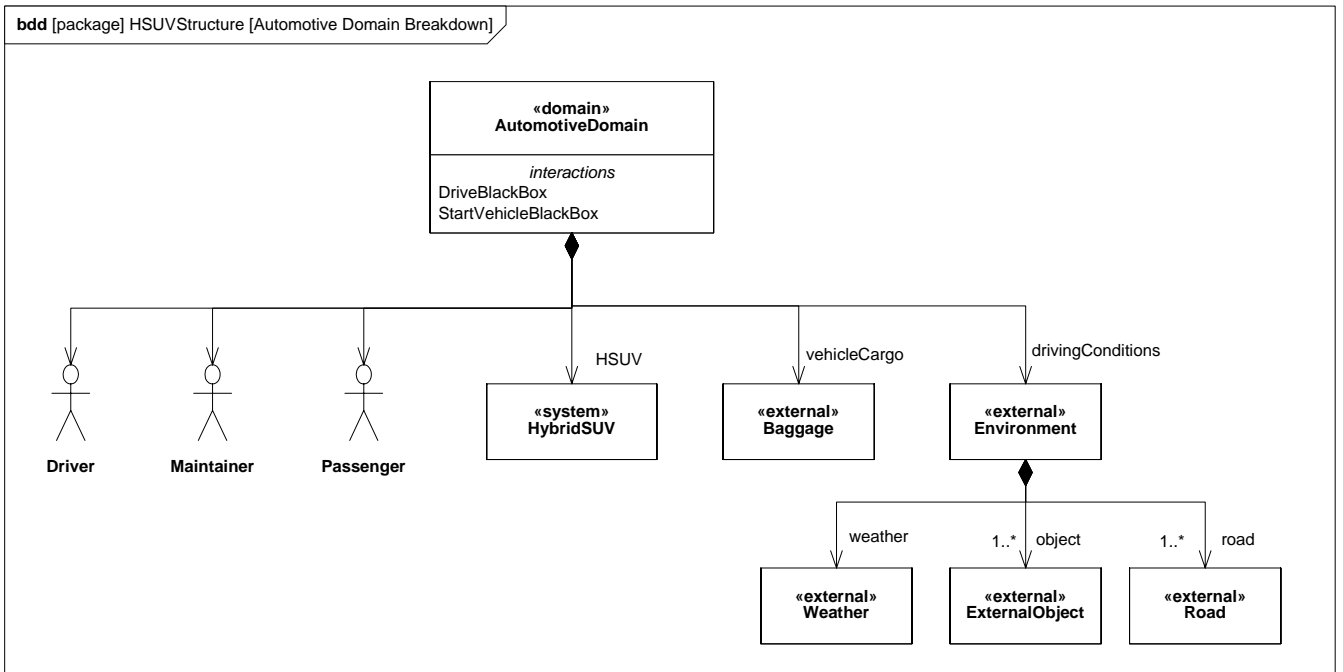 bdd [package] HSUVStructure [Automotive Domain Breakdown]
«domain»
AutomotiveDomain
interactions
DriveBlackBox
StartVehicleBlackBox
HSUV
vehicleCargo
drivingConditions
Driver
Maintainer
Passenger
«system»
HybridSUV
«external»
Baggage
«external»
Environment
weather
1..* object
1..* road
«external»
Weather
«external»
ExternalObject
«external»
Road